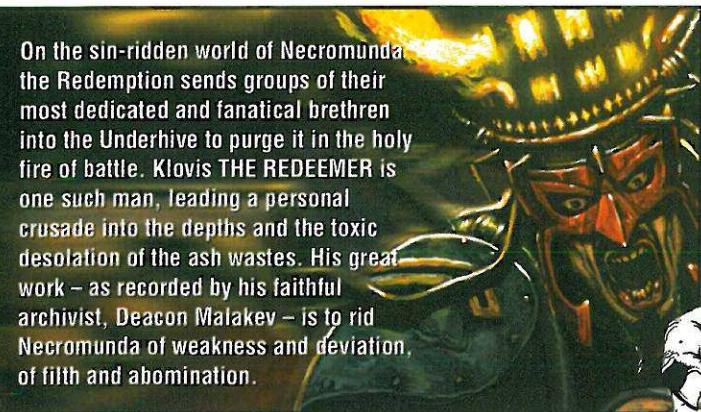 On the sin-ridden world of Necromunda
the Redemption sends groups of their
most dedicated and fanatical brethren
into the Underhive to purge it in the holy
fire of battle. Klovis THE REDEEMER is
one such man, leading a personal
crusade into the depths and the toxic
desolation of the ash wastes. His great
work – as recorded by his faithful
archivist, Deacon Malakev – is to rid
Necromunda of weakness and deviation,
of filth and abomination.